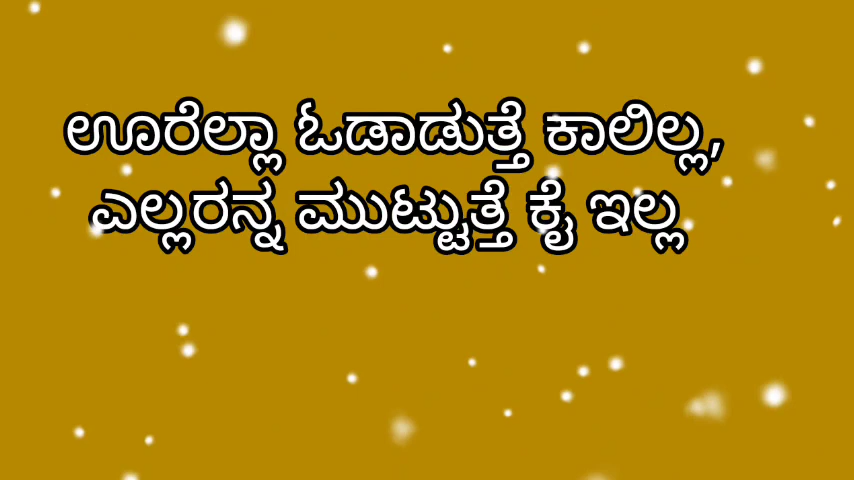 ಊರೆಲ್ಲಾ ಓಡಾಡುತ್ತೆ ಕಾಲಿಲ್ಲ,
ಎಲ್ಲರನ್ನ ಮುಟ್ಟುತ್ತೆ ಕೈ ಇಲ್ಲ